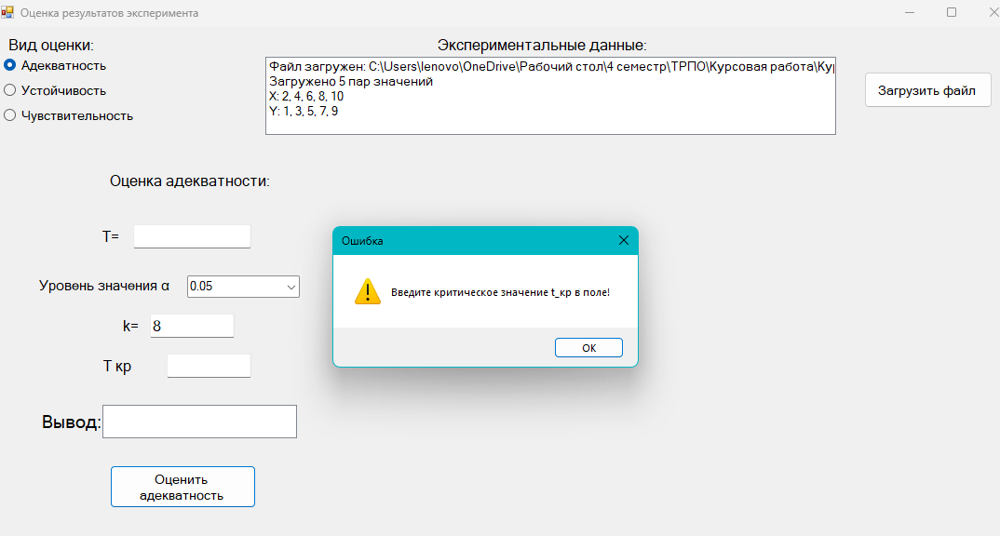 Оценка результатов эксперимента
Вид оценки:
Адекватность
Устойчивость
Чувствительность
Экспериментальные данные:
Файл загружен: C:\Users\lenovo\OneDrive\Рабочий стол\4 семестр\ТРПО\Курсовая работа\Кур
Загружено 5 пар значений
X: 2, 4, 6, 8, 10
Y: 1, 3, 5, 7, 9
Загрузить файл
Оценка адекватности:
T=
Уровень значения α
0.05
k=
8
T кр
Вывод:
Оценить
адекватность
Ошибка
Введите критическое значение t_кр в поле!
ОК